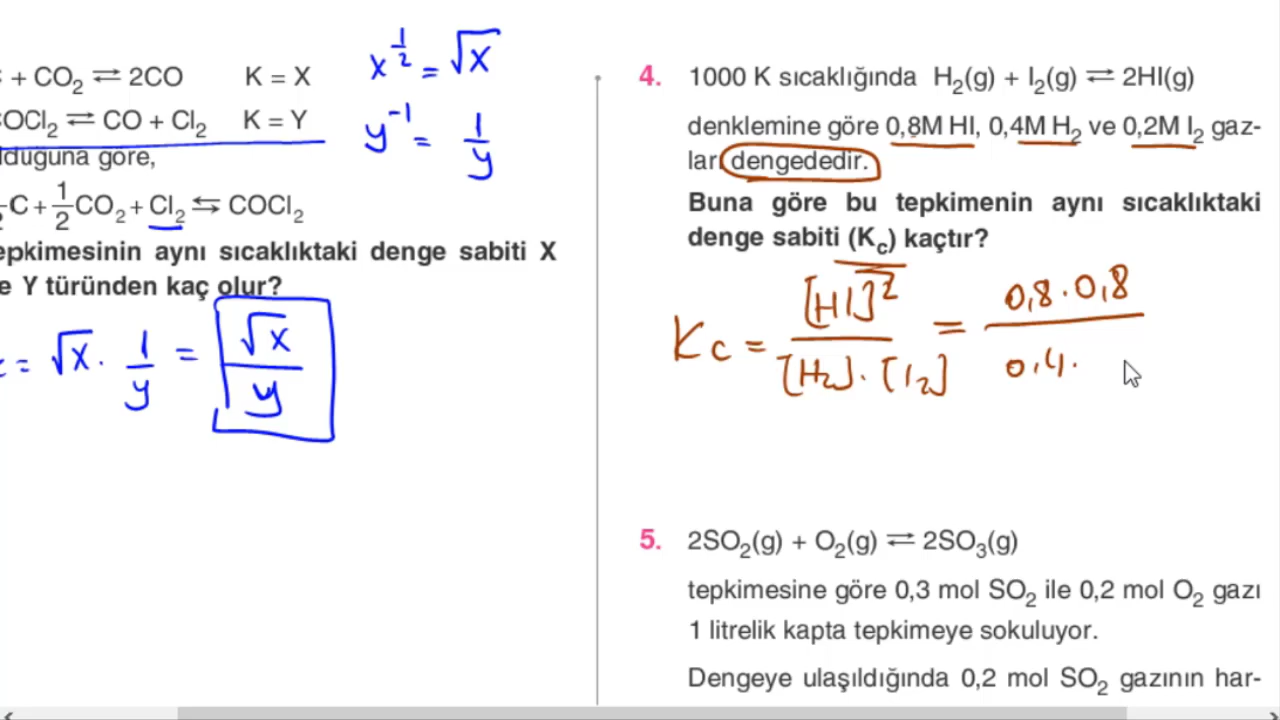 + CO₂ ⇌ 2CO K = X
COCl₂ ⇌ CO + Cl₂ K = Y
duğuna göre,
C + 1/2 CO₂ + Cl₂ ⇆ COCl₂
epkimesinin aynı sıcaklıktaki denge sabiti X
e Y türünden kaç olur?
x^1/2 = √x
y^-1 = 1/y
= √x . 1/y = √x/y
4. 1000 K sıcaklığında H₂(g) + I₂(g) ⇌ 2HI(g)
denklemine göre 0,8M HI, 0,4M H₂ ve 0,2M I₂ gaz-
ları dengededir.
Buna göre bu tepkimenin aynı sıcaklıktaki
denge sabiti (Kc) kaçtır?
Kc = [HI]² / [H₂] . [I₂] = 0,8 . 0,8 / 0,4 .
5. 2SO₂(g) + O₂(g) ⇌ 2SO₃(g)
tepkimesine göre 0,3 mol SO₂ ile 0,2 mol O₂ gazı
1 litrelik kapta tepkimeye sokuluyor.
Dengeye ulaşıldığında 0,2 mol SO₂ gazının har-